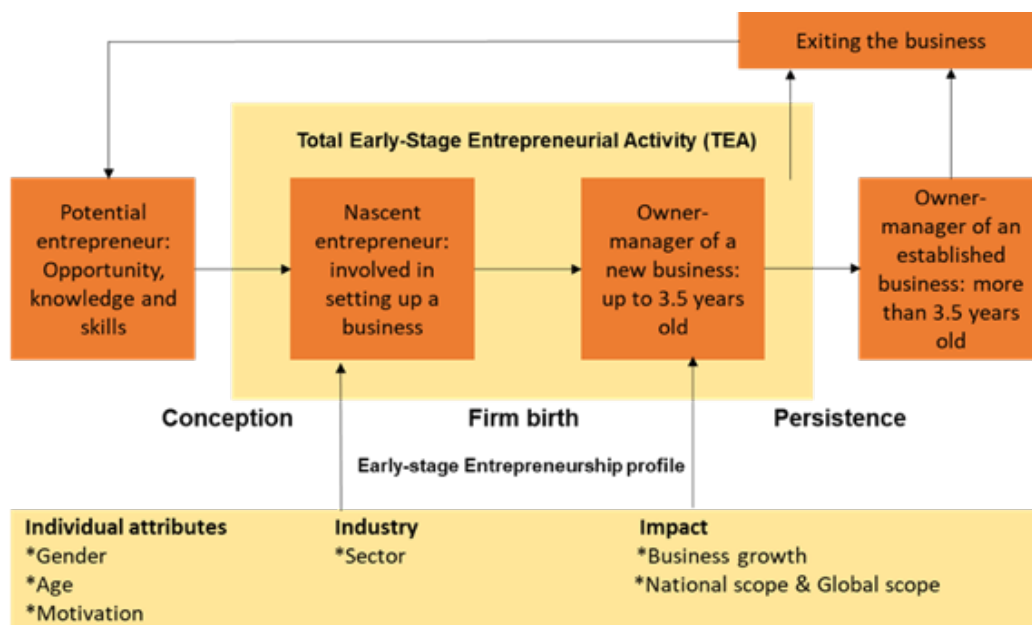 Exiting the business
Total Early-Stage Entrepreneurial Activity (TEA)
Potential
entrepreneur:
Opportunity,
knowledge and
skills
Nascent
entrepreneur:
involved in
setting up a
business
Owner-
manager of a
new business:
up to 3.5 years
old
Owner-
manager of an
established
business: more
than 3.5 years
old
Conception
Firm birth
Persistence
Early-stage Entrepreneurship profile
Individual attributes
*Gender
*Age
*Motivation
Industry
*Sector
Impact
*Business growth
*National scope & Global scope